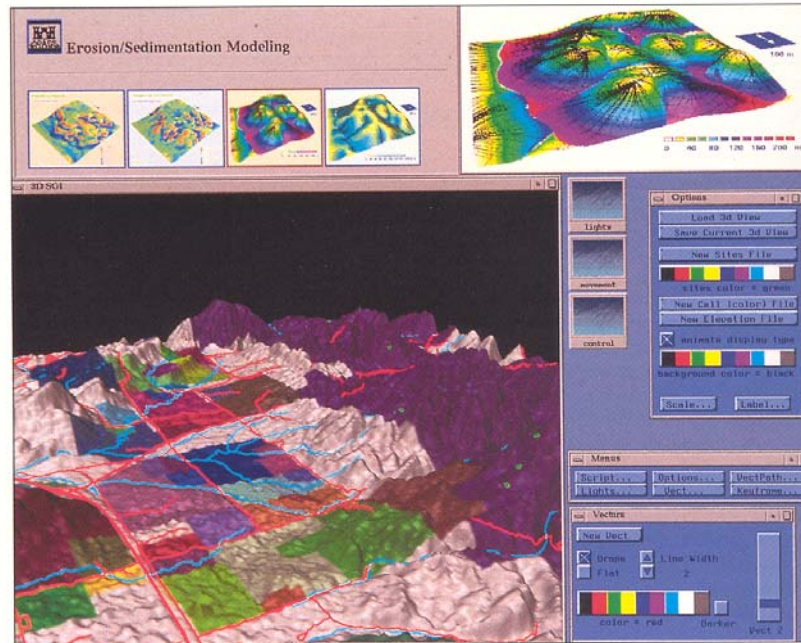 Erosion/Sedimentation Modeling
100 m
0 40 80 120 160 200 m
3D SGI
lights
movement
control
Options
Load 3d View
Save Current 3d View
New Sites File
sites color = green
New Cell (color) File
New Elevation File
animate display type
background color = black
Scale... Label...
Menus
Script... Options... VectPath...
Lights... Vect... Keyframe...
Vectors
New Vect
Drape Line Width
Flat 2
color = red
Darker
Vect Z